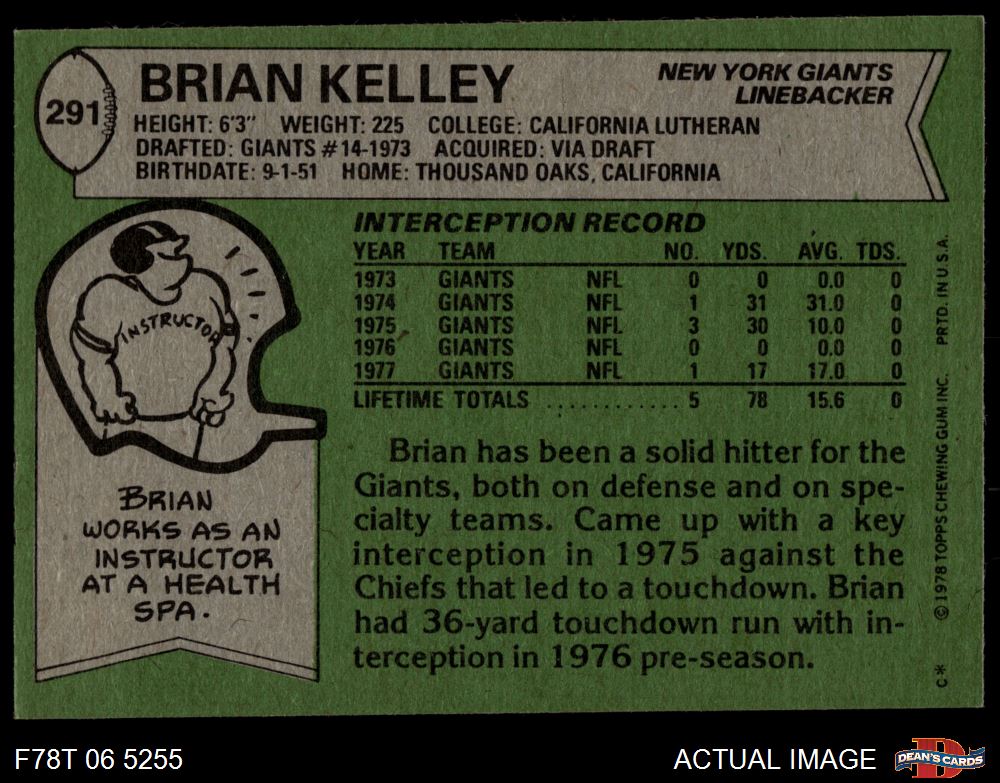 291
BRIAN KELLEY
NEW YORK GIANTS
LINEBACKER
HEIGHT: 6'3" WEIGHT: 225 COLLEGE: CALIFORNIA LUTHERAN
DRAFTED: GIANTS #14-1973 ACQUIRED: VIA DRAFT
BIRTHDATE: 9-1-51 HOME: THOUSAND OAKS, CALIFORNIA
INSTRUCTOR
BRIAN
WORKS AS AN
INSTRUCTOR
AT A HEALTH
SPA.
INTERCEPTION RECORD
YEAR TEAM NO. YDS. AVG. TDS.
1973 GIANTS NFL 0 0 0.0 0
1974 GIANTS NFL 1 31 31.0 0
1975 GIANTS NFL 3 30 10.0 0
1976 GIANTS NFL 0 0 0.0 0
1977 GIANTS NFL 1 17 17.0 0
LIFETIME TOTALS ............ 5 78 15.6 0
Brian has been a solid hitter for the
Giants, both on defense and on spe-
cialty teams. Came up with a key
interception in 1975 against the
Chiefs that led to a touchdown. Brian
had 36-yard touchdown run with in-
terception in 1976 pre-season.
C* © 1978 TOPPS CHEWING GUM INC. PRTD. IN U.S.A.
F78T 06 5255
ACTUAL IMAGE
D
DEAN'S CARDS